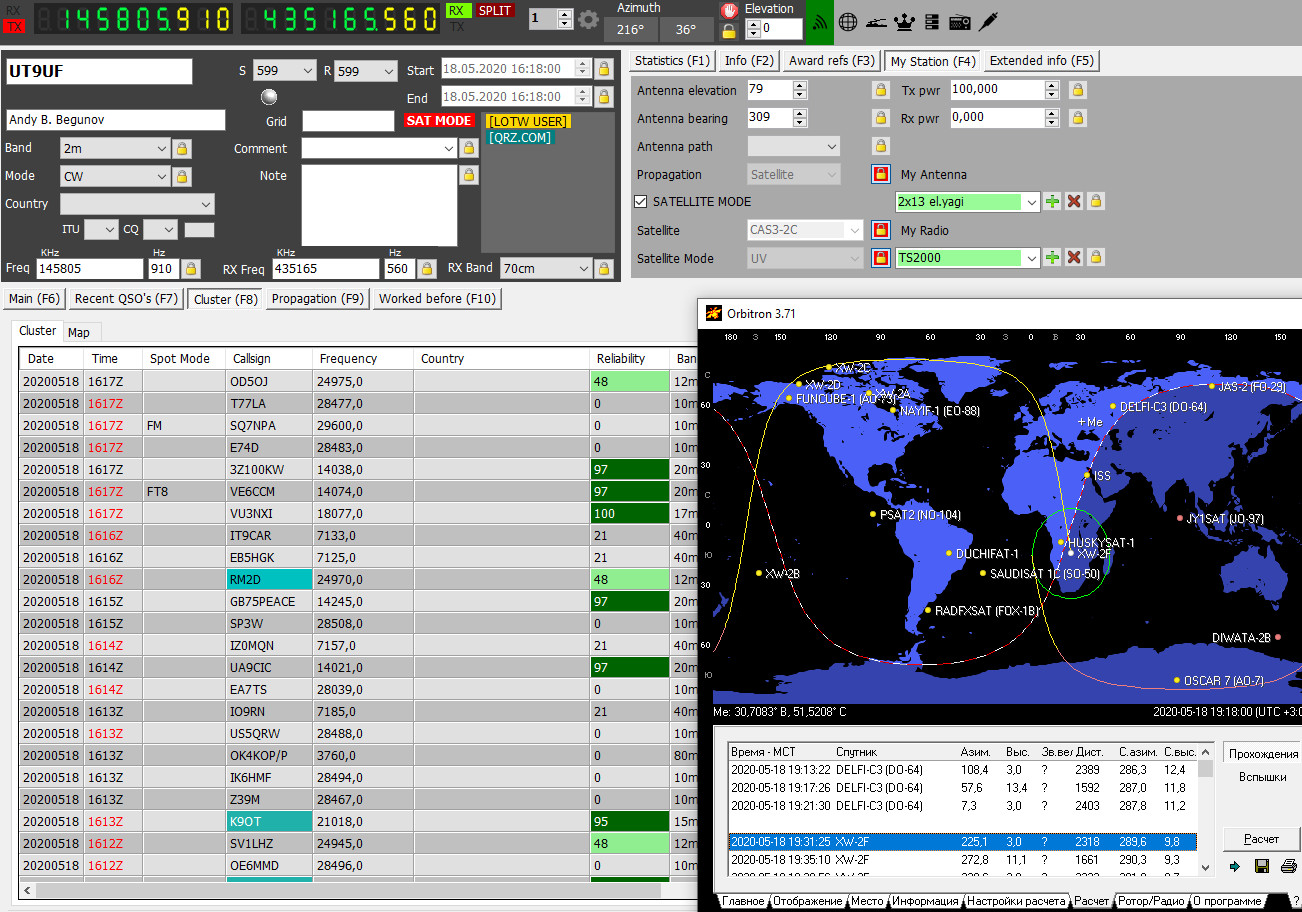 RX 145805.910 435165.560 RX SPLIT 1 Azimuth Elevation
TX TX 216° 36° 0
UT9UF
S 599 R 599 Start 18.05.2020 16:18:00
End 18.05.2020 16:18:00
Andy B. Begunov
Grid SAT MODE [LOTW USER]
[QRZ.COM]
Band 2m Comment
Mode CW Note
Country
ITU CQ
KHz Hz KHz Hz
Freq 145805 910 RX Freq 435165 560 RX Band 70cm
Statistics (F1) Info (F2) Award refs (F3) My Station (F4) Extended info (F5)
Antenna elevation 79 Tx pwr 100,000
Antenna bearing 309 Rx pwr 0,000
Antenna path
Propagation Satellite My Antenna
SATELLITE MODE 2x13 el.yagi
Satellite CAS3-2C My Radio
Satellite Mode UV TS2000
Main (F6) Recent QSO's (F7) Cluster (F8) Propagation (F9) Worked before (F10)
Cluster Map
Date Time Spot Mode Callsign Frequency Country Reliability Ban
20200518 1617Z OD5OJ 24975,0 48 12m
20200518 1617Z T77LA 28477,0 0 10m
20200518 1617Z FM SQ7NPA 29600,0 0 10m
20200518 1617Z E74D 28483,0 0 10m
20200518 1617Z 3Z100KW 14038,0 97 20m
20200518 1617Z FT8 VE6CCM 14074,0 97 20m
20200518 1617Z VU3NXI 18077,0 100 17m
20200518 1616Z IT9CAR 7133,0 21 40m
20200518 1616Z EB5HGK 7125,0 21 40m
20200518 1616Z RM2D 24970,0 48 12m
20200518 1615Z GB75PEACE 14245,0 97 20m
20200518 1615Z SP3W 28508,0 0 10m
20200518 1614Z IZ0MQN 7157,0 21 40m
20200518 1614Z UA9CIC 14021,0 97 20m
20200518 1614Z EA7TS 28039,0 0 10m
20200518 1613Z IO9RN 7185,0 21 40m
20200518 1613Z US5QRW 28488,0 0 10m
20200518 1613Z OK4KOP/P 3760,0 0 80m
20200518 1613Z IK6HMF 28494,0 0 10m
20200518 1613Z Z39M 28467,0 0 10m
20200518 1613Z K9OT 21018,0 95 15m
20200518 1612Z SV1LHZ 24945,0 48 12m
20200518 1612Z OE6MMD 28496,0 0 10m
Orbitron 3.71
180 З 150 120 90 60 30 З 0 В 30 60 90 120 150
С
60
30
С
0
Ю
30
60
Ю
XW-2C
XW-2D
XW-2A
FUNCUBE-1 (AO-73)
NAYIF-1 (EO-88)
JAS-2 (FO-29)
DELFI-C3 (DO-64)
+Me
ISS
PSAT2 (NO-104)
JY1SAT (JO-97)
HUSKYSAT-1
DUCHIFAT-1
XW-2F
XW-2B
SAUDISAT 1C (SO-50)
RADFXSAT (FOX-1B)
DIWATA-2B
OSCAR 7 (AO-7)
Me: 30,7083° В, 51,5208° С 2020-05-18 19:18:00 (UTC +3:0
Время - МСТ Спутник Азим. Выс. Зв.вел Дист. С.азим. С.выс.
2020-05-18 19:13:22 DELFI-C3 (DO-64) 108,4 3,0 ? 2389 286,3 12,4
2020-05-18 19:17:26 DELFI-C3 (DO-64) 57,6 13,4 ? 1592 287,0 11,8
2020-05-18 19:21:30 DELFI-C3 (DO-64) 7,3 3,0 ? 2403 287,8 11,2
2020-05-18 19:31:25 XW-2F 225,1 3,0 ? 2318 289,6 9,8
2020-05-18 19:35:10 XW-2F 272,8 11,1 ? 1661 290,3 9,3
Прохождения
Вспышки
Расчет
Главное Отображение Место Информация Настройки расчета Расчет Ротор/Радио О программе ?